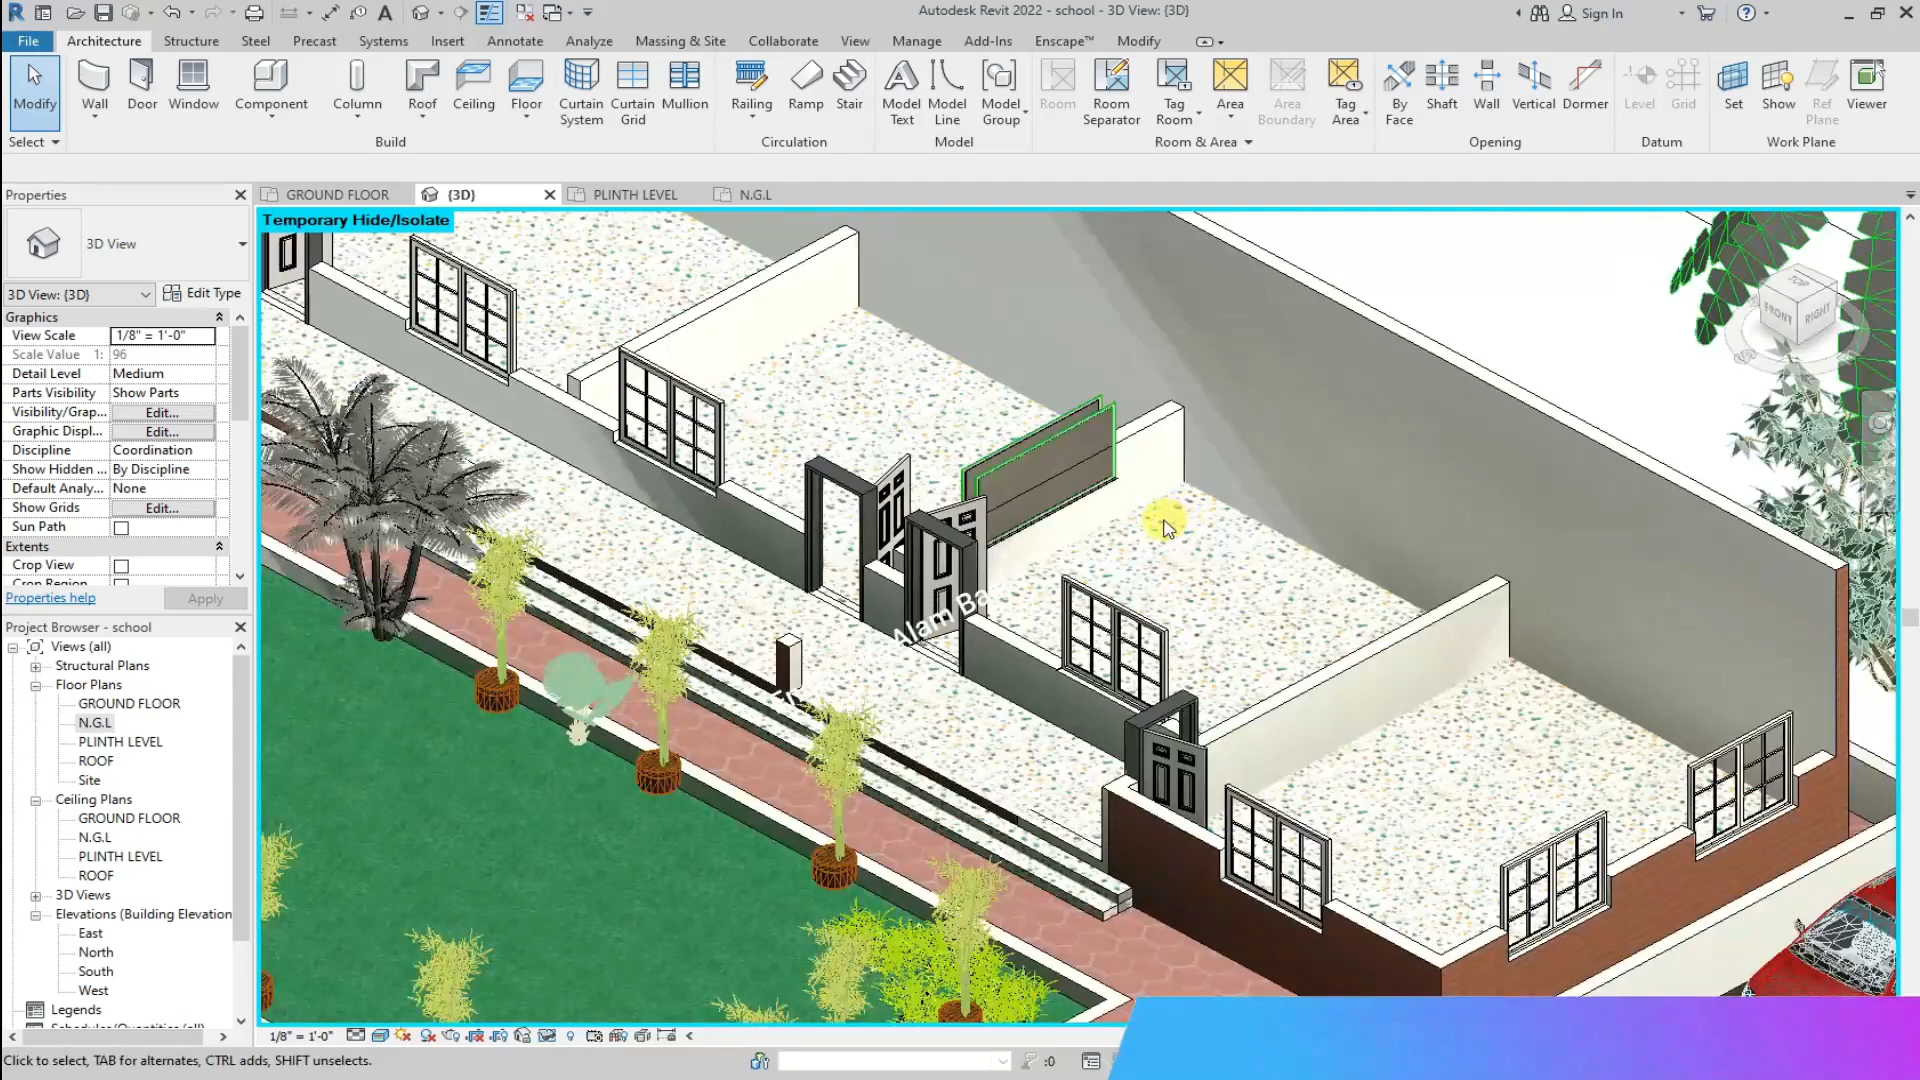 Autodesk Revit 2022 - school - 3D View: {3D}
Sign In
File Architecture Structure Steel Precast Systems Insert Annotate Analyze Massing & Site Collaborate View Manage Add-Ins Enscape™ Modify
Modify Wall Door Window Component Column Roof Ceiling Floor Curtain System Curtain Grid Mullion Railing Ramp Stair Model Text Model Line Model Group Room Room Separator Tag Room Area Area Boundary Tag Area By Face Shaft Wall Vertical Dormer Level Grid Set Show Ref Plane Viewer
Select Build Circulation Model Room & Area Opening Datum Work Plane
Properties
GROUND FLOOR {3D} PLINTH LEVEL N.G.L
Temporary Hide/Isolate
3D View
3D View: {3D} Edit Type
Graphics
View Scale 1/8" = 1'-0"
Scale Value 1: 96
Detail Level Medium
Parts Visibility Show Parts
Visibility/Grap... Edit...
Graphic Displ... Edit...
Discipline Coordination
Show Hidden ... By Discipline
Default Analy... None
Show Grids Edit...
Sun Path
Extents
Crop View
Crop Region
Properties help Apply
Project Browser - school
Views (all)
Structural Plans
Floor Plans
GROUND FLOOR
N.G.L
PLINTH LEVEL
ROOF
Site
Ceiling Plans
GROUND FLOOR
N.G.L
PLINTH LEVEL
ROOF
3D Views
Elevations (Building Elevation
East
North
South
West
Legends
Schedules/Quantities (all)
TOP
FRONT RIGHT
Alam Ba
1/8" = 1'-0"
Click to select, TAB for alternates, CTRL adds, SHIFT unselects.
:0